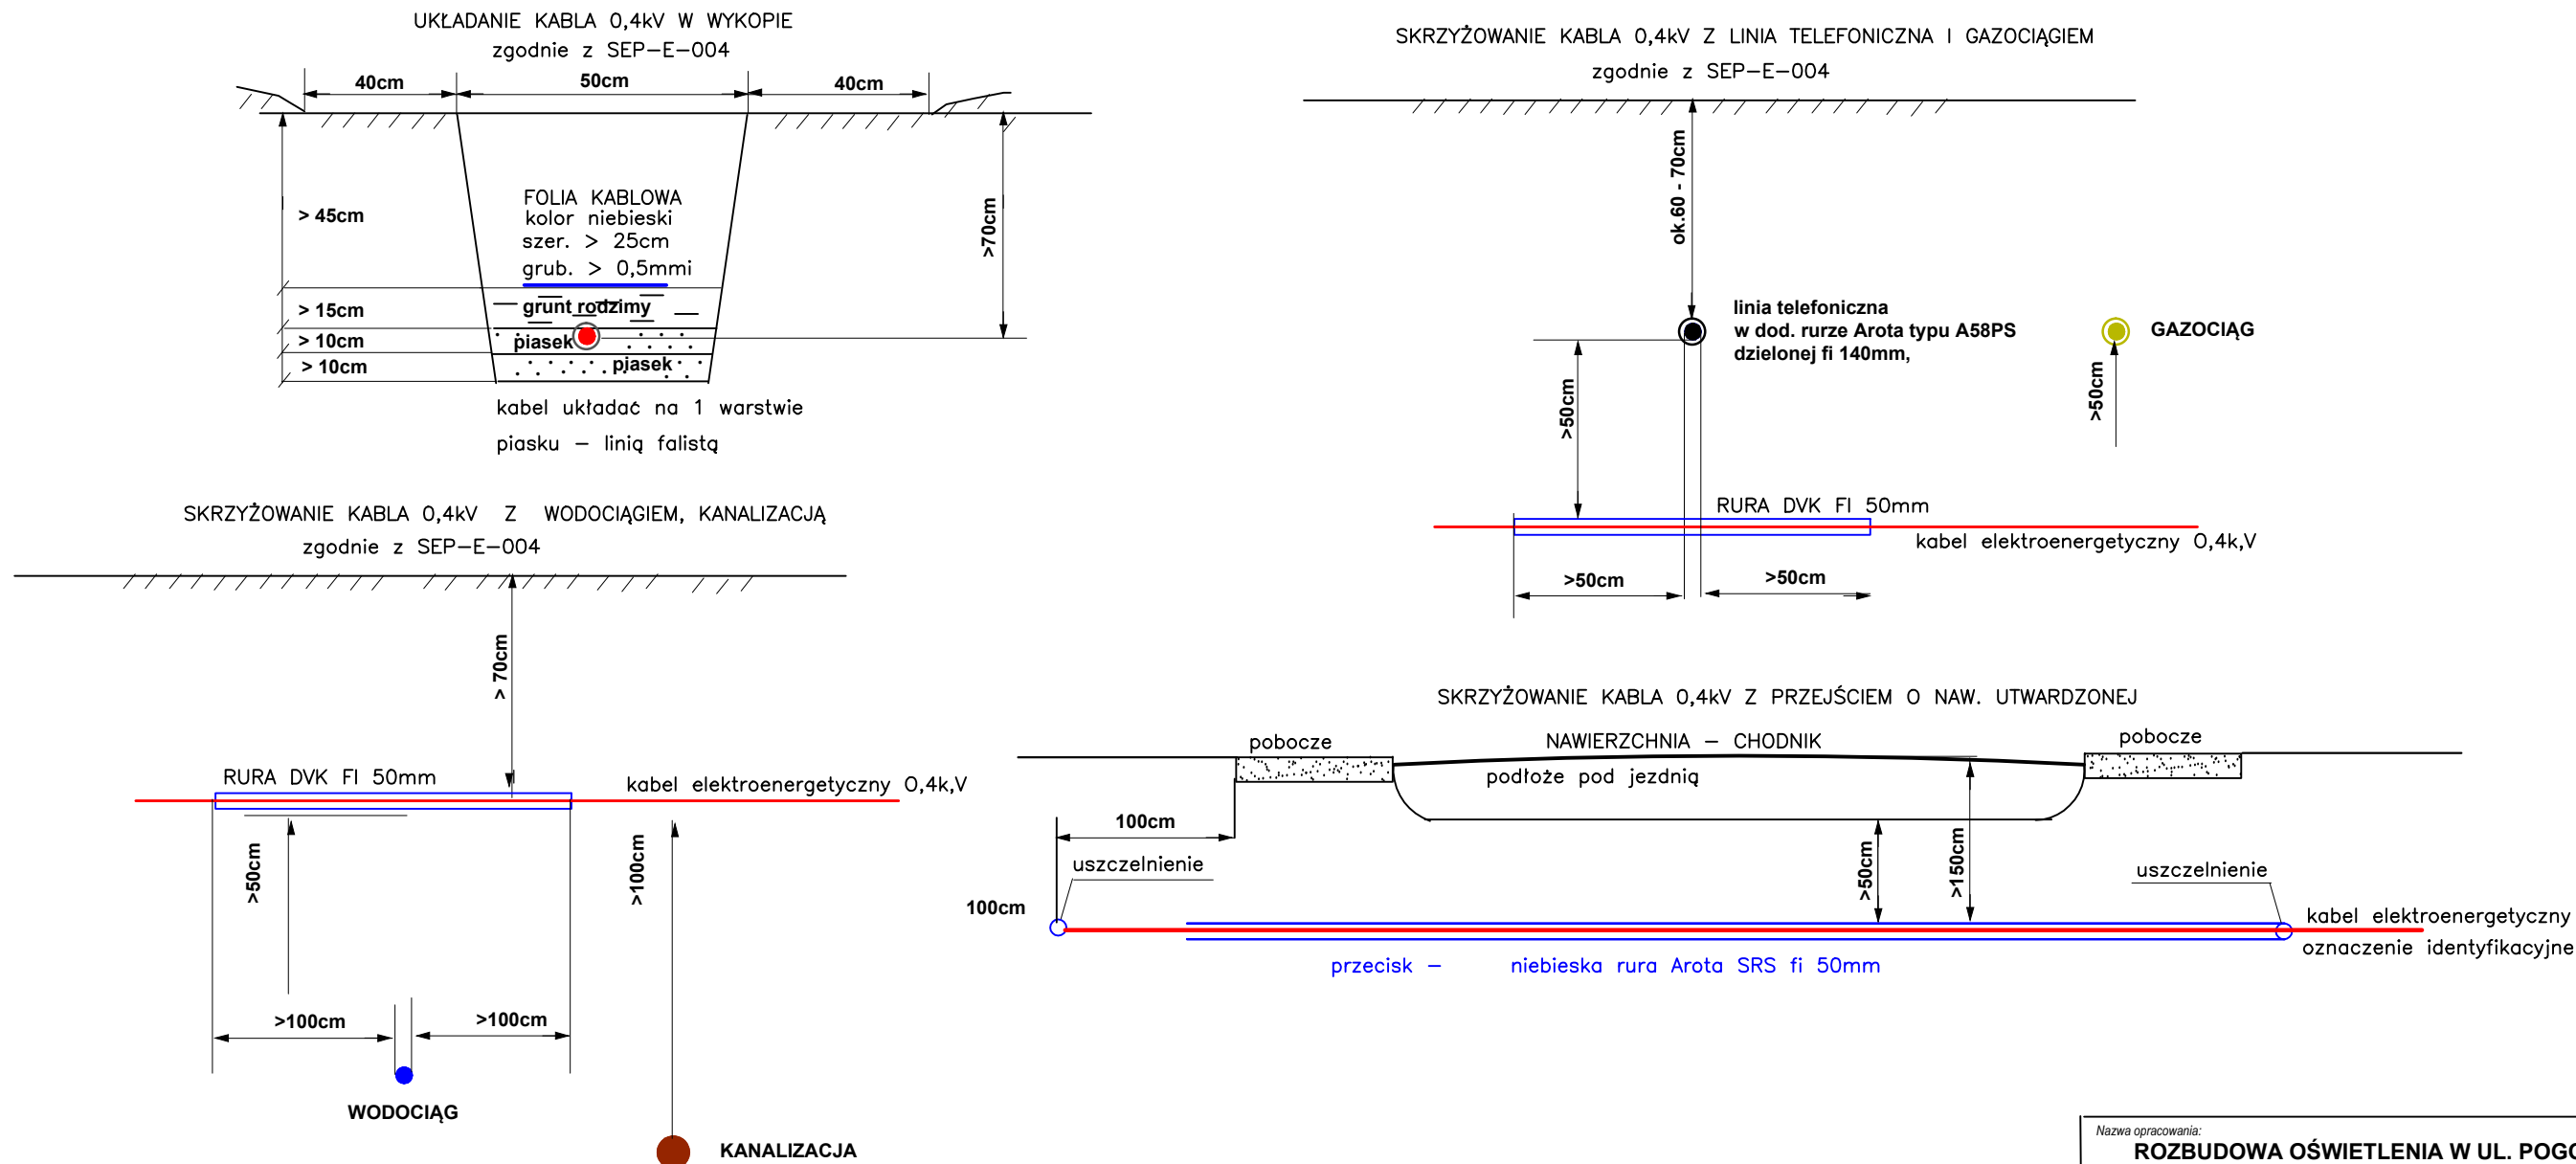 UKŁADANIE KABLA 0,4kV W WYKOPIE
zgodnie z SEP-E-004
40cm
50cm
40cm
> 45cm
> 15cm
> 10cm
> 10cm
>70cm
FOLIA KABLOWA
kolor niebieski
szer. > 25cm
grub. > 0,5mmi
grunt rodzimy
piasek
piasek
kabel układać na 1 warstwie
piasku - linią falistą
SKRZYŻOWANIE KABLA 0,4kV Z LINIA TELEFONICZNA I GAZOCIĄGIEM
zgodnie z SEP-E-004
ok.60 - 70cm
linia telefoniczna
w dod. rurze Arota typu A58PS
dzielonej fi 140mm,
GAZOCIĄG
>50cm
>50cm
RURA DVK FI 50mm
kabel elektroenergetyczny 0,4k,V
>50cm
>50cm
SKRZYŻOWANIE KABLA 0,4kV Z WODOCIĄGIEM, KANALIZACJĄ
zgodnie z SEP-E-004
> 70cm
RURA DVK FI 50mm
kabel elektroenergetyczny 0,4k,V
>50cm
>100cm
>100cm
>100cm
WODOCIĄG
KANALIZACJA
SKRZYŻOWANIE KABLA 0,4kV Z PRZEJŚCIEM O NAW. UTWARDZONEJ
pobocze
NAWIERZCHNIA - CHODNIK
pobocze
podłoże pod jezdnią
100cm
uszczelnienie
100cm
>50cm
>150cm
uszczelnienie
kabel elektroenergetyczny
oznaczenie identyfikacyjne
przecisk - niebieska rura Arota SRS fi 50mm
Nazwa opracowania:
ROZBUDOWA OŚWIETLENIA W UL.